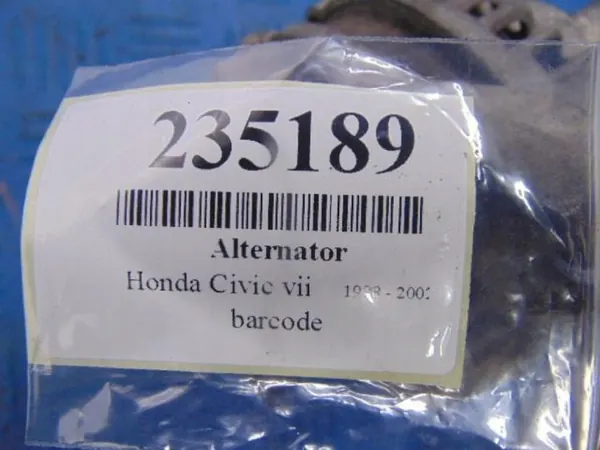 235189
Alternator
Honda Civic vii
barcode